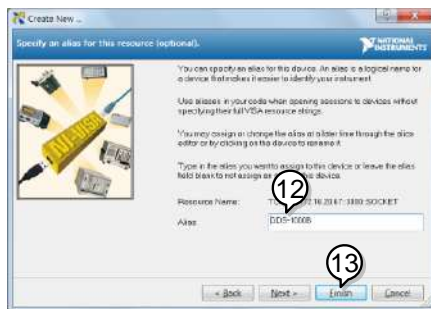 Create New ...
Specify an alias for this resource (optional).
NATIONAL
INSTRUMENTS
You can specify an alias for this device. An alias is a logical name for
a device that makes it easier to identify your instrument.
Use aliases in your code when opening sessions to devices without
specifying their full VISA resource strings.
You may assign or change the alias at a later time through the alias
editor or by clicking on the device to rename it.
Type in the alias you want to assign to this device or leave the alias
field blank to not assign an device.
NI-VISA
Resource Name: :3000::SOCKET
12
Alias:
13
< Back Next > Finish Cancel